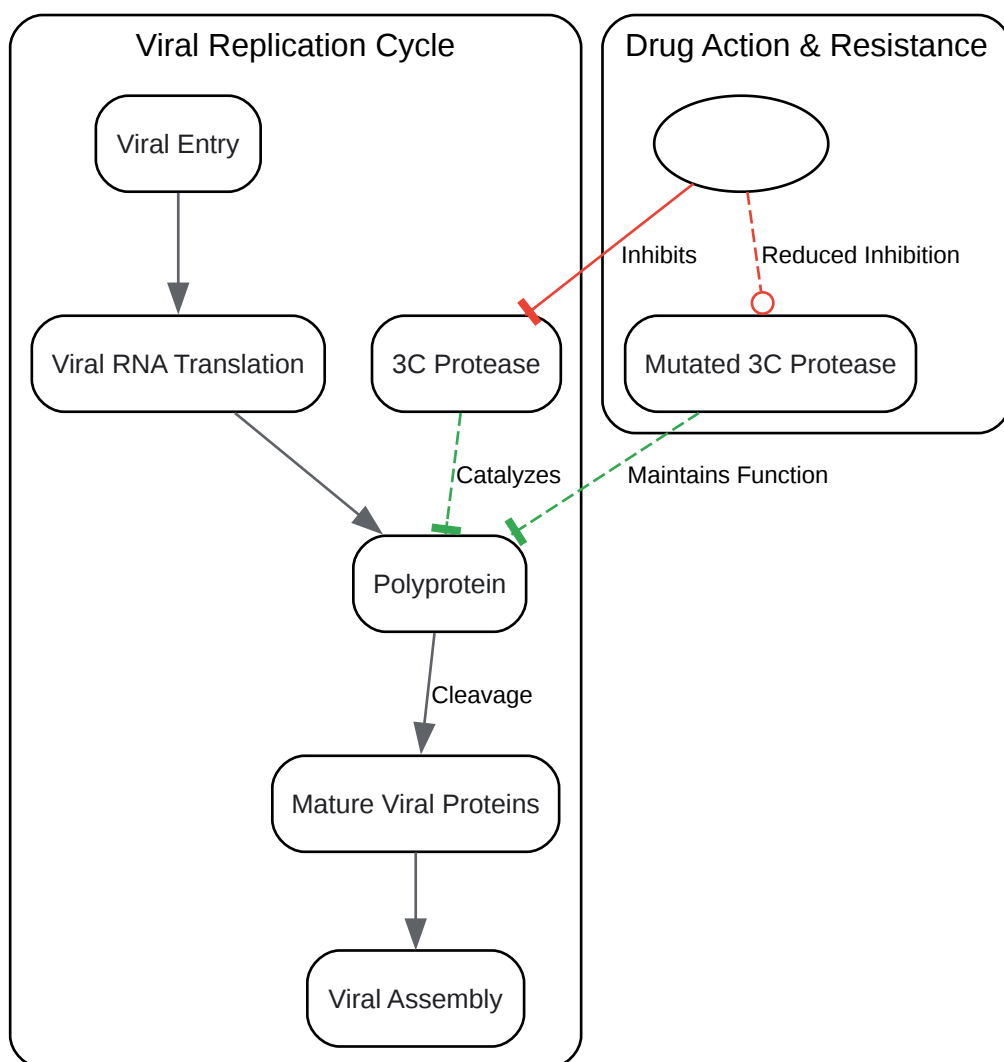 Viral Replication Cycle
Drug Action & Resistance
Viral Entry
Inhibits
Reduced Inhibition
Viral RNA Translation
3C Protease
Mutated 3C Protease
Catalyzes
Maintains Function
Polyprotein
Cleavage
Mature Viral Proteins
Viral Assembly